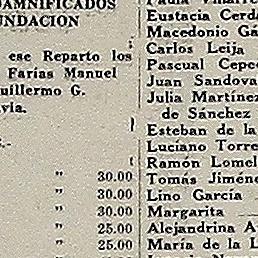 DAMNIFICADOS
UNDACION
ese Reparto los
Farias Manuel
uillermo G.
via.
" 30.00
" 30.00
" 30.00
" 25.00
" 25.00
Eustacia Cerda
Macedonio
Carlos Leija
Pascual
Juan Sandova
Julia Martínez
de Sánchez
Esteban de la
Luciano Torre
Ramón Lomel
Tomás Jiméne
Lino García
Margarita
Alejandrina A
María de la L